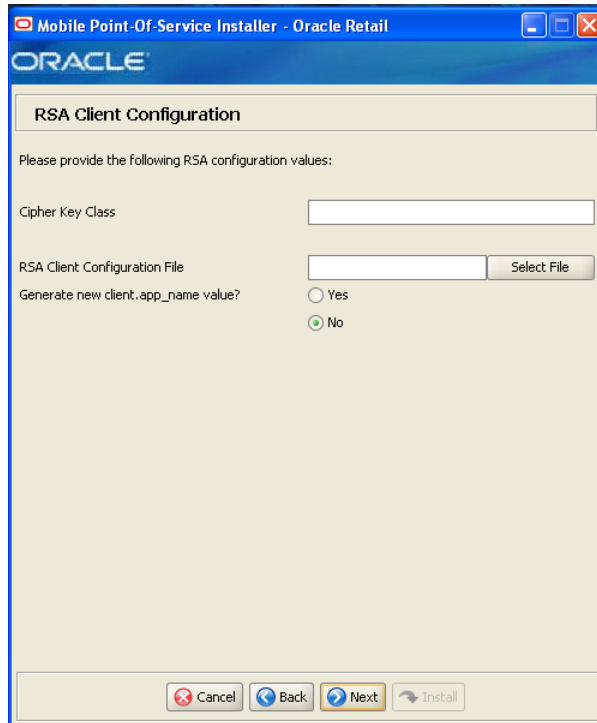 Mobile Point-Of-Service Installer - Oracle Retail
ORACLE
RSA Client Configuration
Please provide the following RSA configuration values:
Cipher Key Class
RSA Client Configuration File Select File
Generate new client.app_name value? Yes
No
Cancel Back Next Install